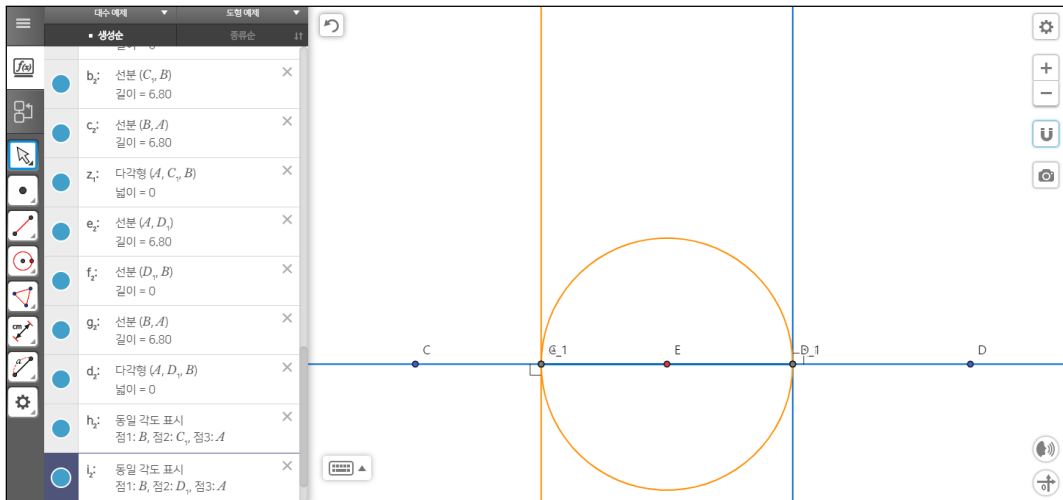 대수 예제 ▼ 도형 예제 ▼
▪ 생성순 종류순 ↓↑
f(x)
b₂: 선분 (C₁, B)
길이 = 6.80
c₂: 선분 (B, A)
길이 = 6.80
z₁: 다각형 (A, C₁, B)
넓이 = 0
e₂: 선분 (A, D₁)
길이 = 6.80
f₂: 선분 (D₁, B)
길이 = 0
g₂: 선분 (B, A)
길이 = 6.80
d₂: 다각형 (A, D₁, B)
넓이 = 0
h₂: 동일 각도 표시
점1: B, 점2: C₁, 점3: A
i₂: 동일 각도 표시
점1: B, 점2: D₁, 점3: A
cm
C C_1 E D_1 D